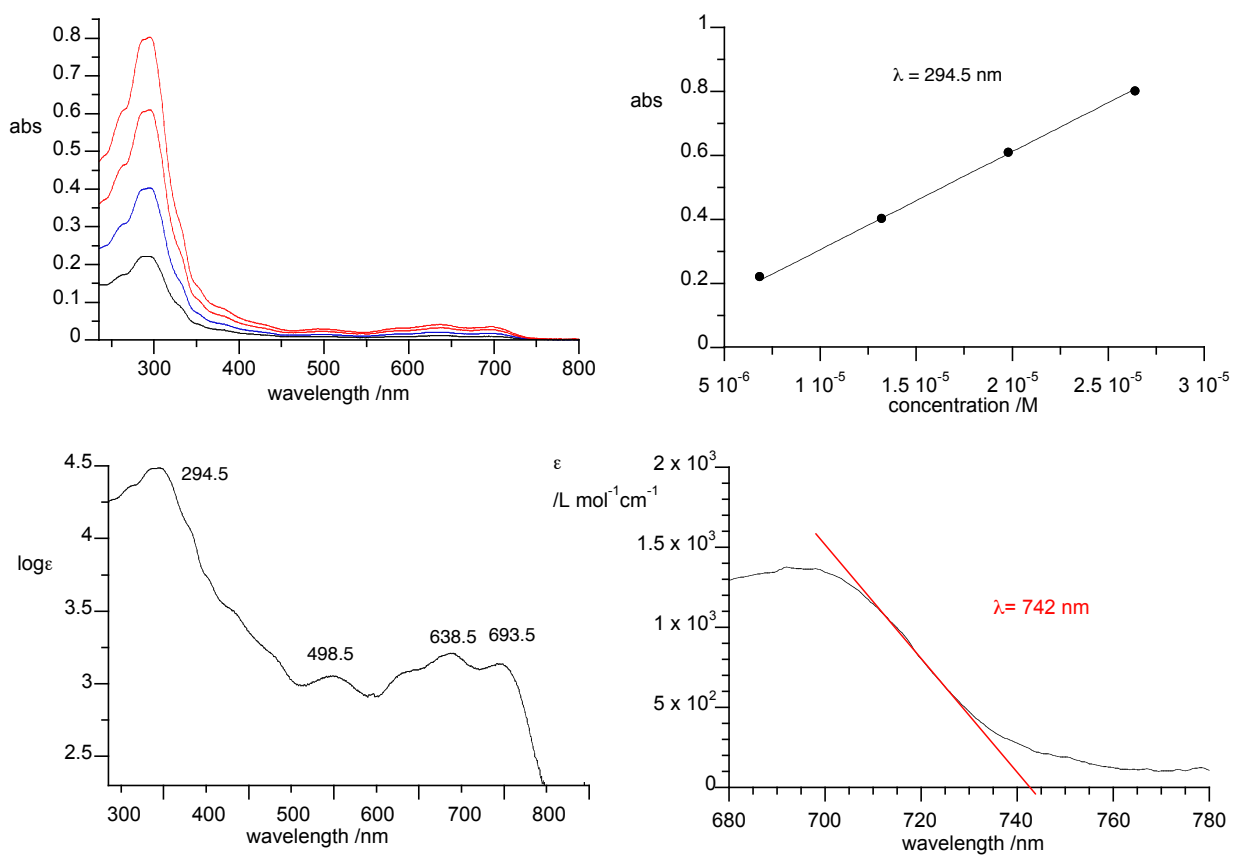 0.8
0.7
0.6
abs
0.5
0.4
0.3
0.2
0.1
0
300 400 500 600 700 800
wavelength /nm
1
λ = 294.5 nm
0.8
abs
0.6
0.4
0.2
0
5 10⁻⁶ 1 10⁻⁵ 1.5 10⁻⁵ 2 10⁻⁵ 2.5 10⁻⁵ 3 10⁻⁵
concentration /M
4.5
294.5
4
logε
3.5
498.5
638.5
693.5
3
2.5
300 400 500 600 700 800
wavelength /nm
ε
/L mol⁻¹cm⁻¹
2 x 10³
1.5 x 10³
λ= 742 nm
1 x 10³
5 x 10²
0
680 700 720 740 760 780
wavelength /nm